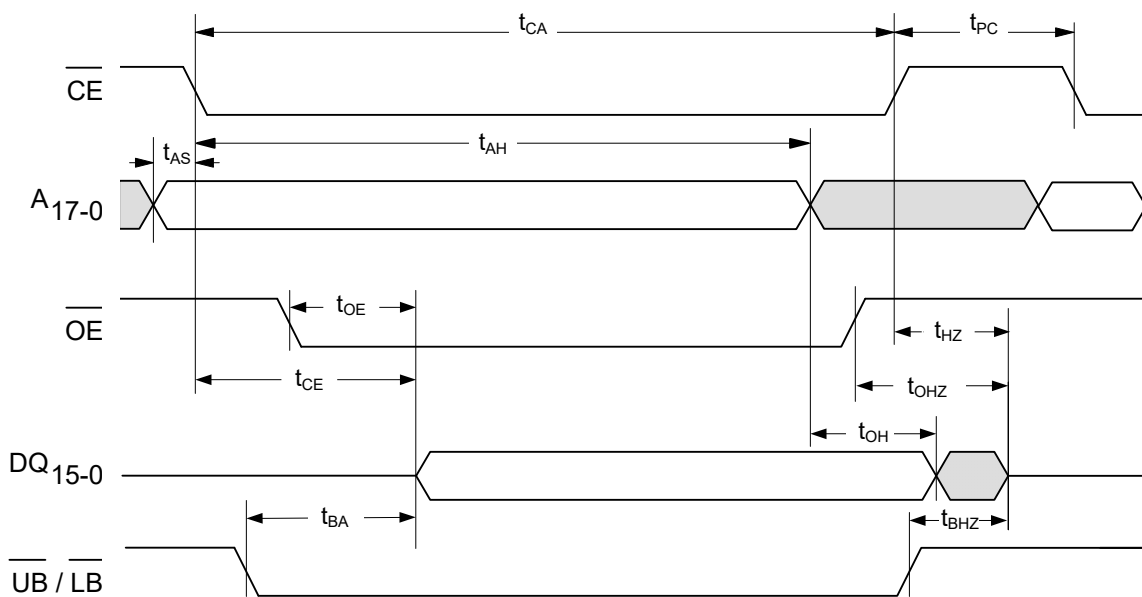 tCA
tPC
CE
tAS
tAH
A17-0
OE
tOE
tHZ
tCE
tOHZ
tOH
DQ15-0
tBA
tBHZ
UB / LB